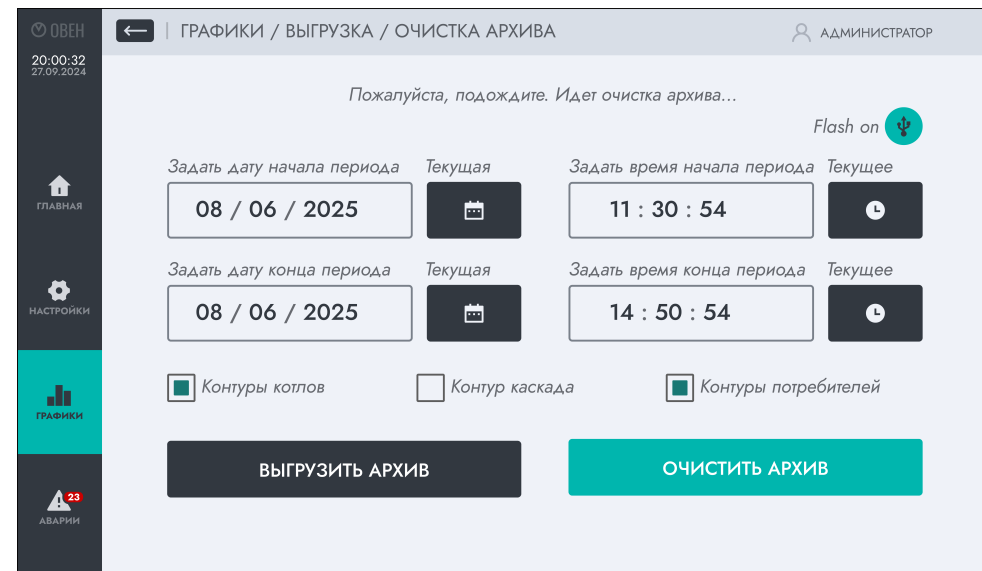 ОВЕН
20:00:32
27.09.2024
ГРАФИКИ / ВЫГРУЗКА / ОЧИСТКА АРХИВА
АДМИНИСТРАТОР
Пожалуйста, подождите. Идет очистка архива...
Flash on
Задать дату начала периода Текущая Задать время начала периода Текущее
08 / 06 / 2025 11 : 30 : 54
Задать дату конца периода Текущая Задать время конца периода Текущее
08 / 06 / 2025 14 : 50 : 54
Контуры котлов Контур каскада Контуры потребителей
ВЫГРУЗИТЬ АРХИВ ОЧИСТИТЬ АРХИВ
ГЛАВНАЯ
НАСТРОЙКИ
ГРАФИКИ
23
АВАРИИ